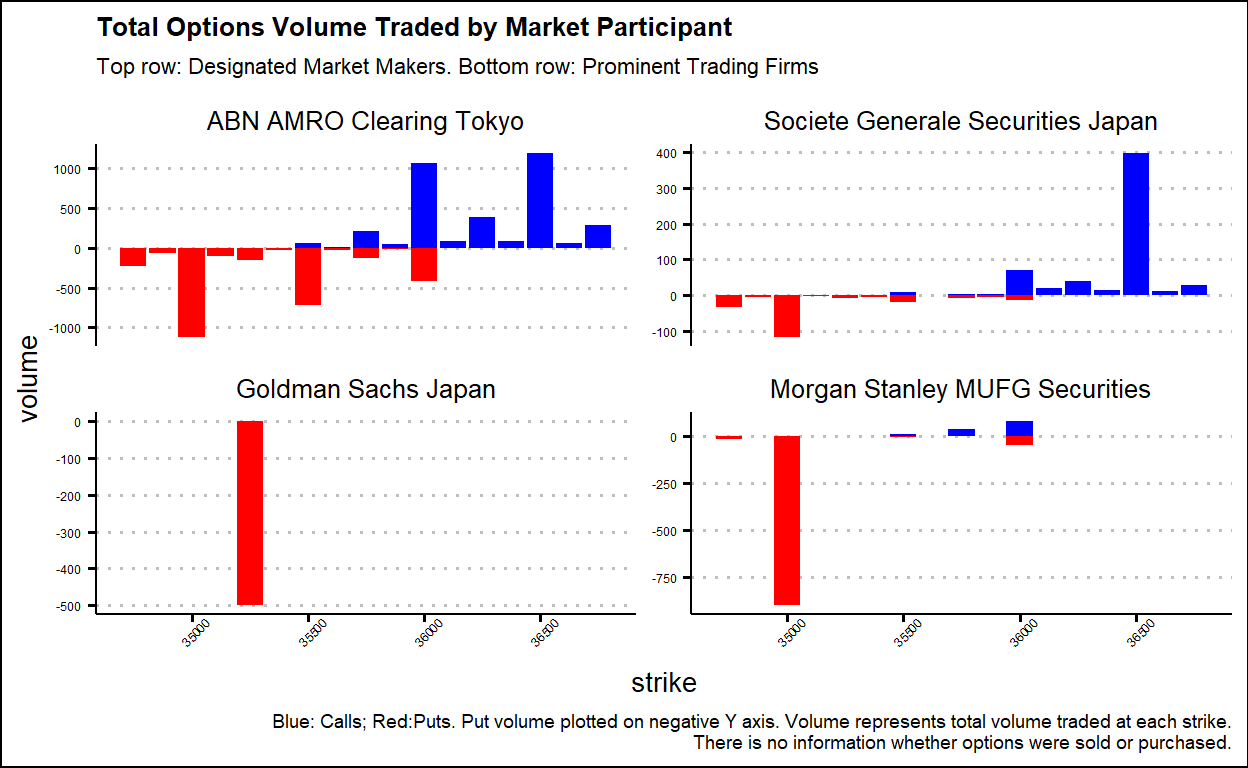 Total Options Volume Traded by Market Participant
Top row: Designated Market Makers. Bottom row: Prominent Trading Firms
ABN AMRO Clearing Tokyo
1000
500
0
-500
-1000
Societe Generale Securities Japan
400
300
200
100
0
-100
volume
Goldman Sachs Japan
0
-100
-200
-300
-400
-500
35000
35500
36000
36500
Morgan Stanley MUFG Securities
0
-250
-500
-750
35000
35500
36000
36500
strike
Blue: Calls; Red:Puts. Put volume plotted on negative Y axis. Volume represents total volume traded at each strike.
There is no information whether options were sold or purchased.